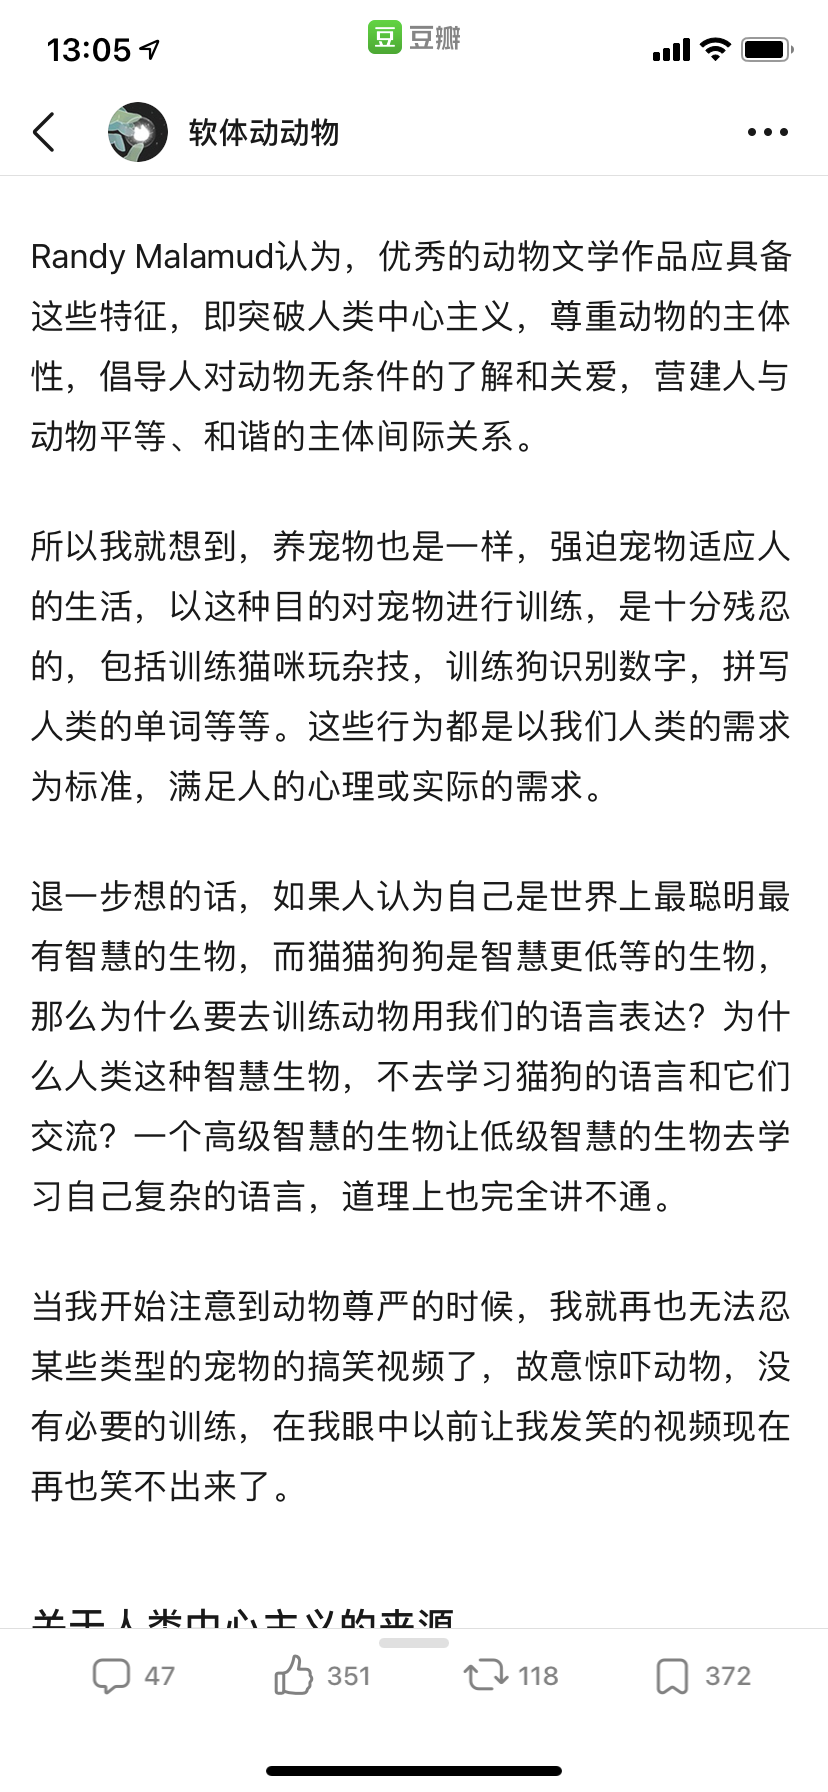 13:05
豆 豆瓣
软体动动物
Randy Malamud认为，优秀的动物文学作品应具备
这些特征，即突破人类中心主义，尊重动物的主体
性，倡导人对动物无条件的了解和关爱，营建人与
动物平等、和谐的主体间际关系。
所以我就想到，养宠物也是一样，强迫宠物适应人
的生活，以这种目的对宠物进行训练，是十分残忍
的，包括训练猫咪玩杂技，训练狗识别数字，拼写
人类的单词等等。这些行为都是以我们人类的需求
为标准，满足人的心理或实际的需求。
退一步想的话，如果人认为自己是世界上最聪明最
有智慧的生物，而猫猫狗狗是智慧更低等的生物，
那么为什么要去训练动物用我们的语言表达？为什
么人类这种智慧生物，不去学习猫狗的语言和它们
交流？一个高级智慧的生物让低级智慧的生物去学
习自己复杂的语言，道理上也完全讲不通。
当我开始注意到动物尊严的时候，我就再也无法忍
某些类型的宠物的搞笑视频了，故意惊吓动物，没
有必要的训练，在我眼中以前让我发笑的视频现在
再也笑不出来了。
关于人类中心主义的来源
47 351 118 372